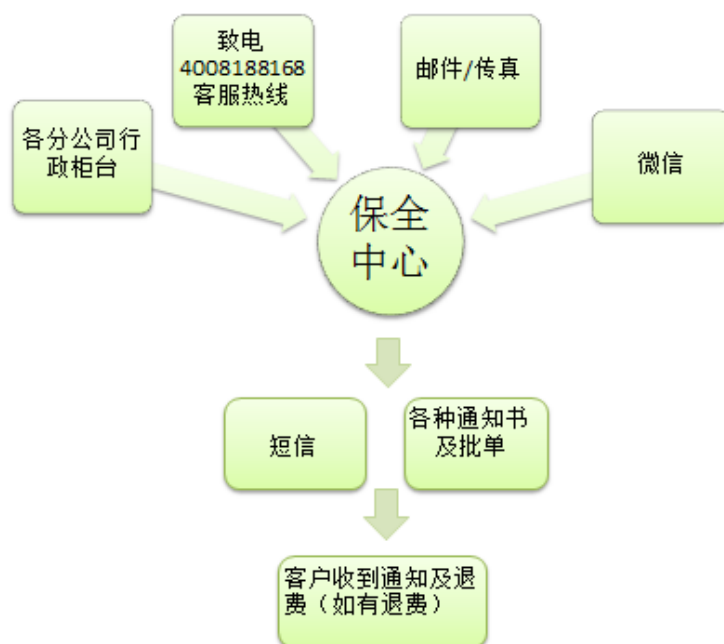 致电
4008188168
客服热线
邮件/传真
各分公司行
政柜台
微信
保全
中心
短信
各种通知书
及批单
客户收到通知及退
费（如有退费）